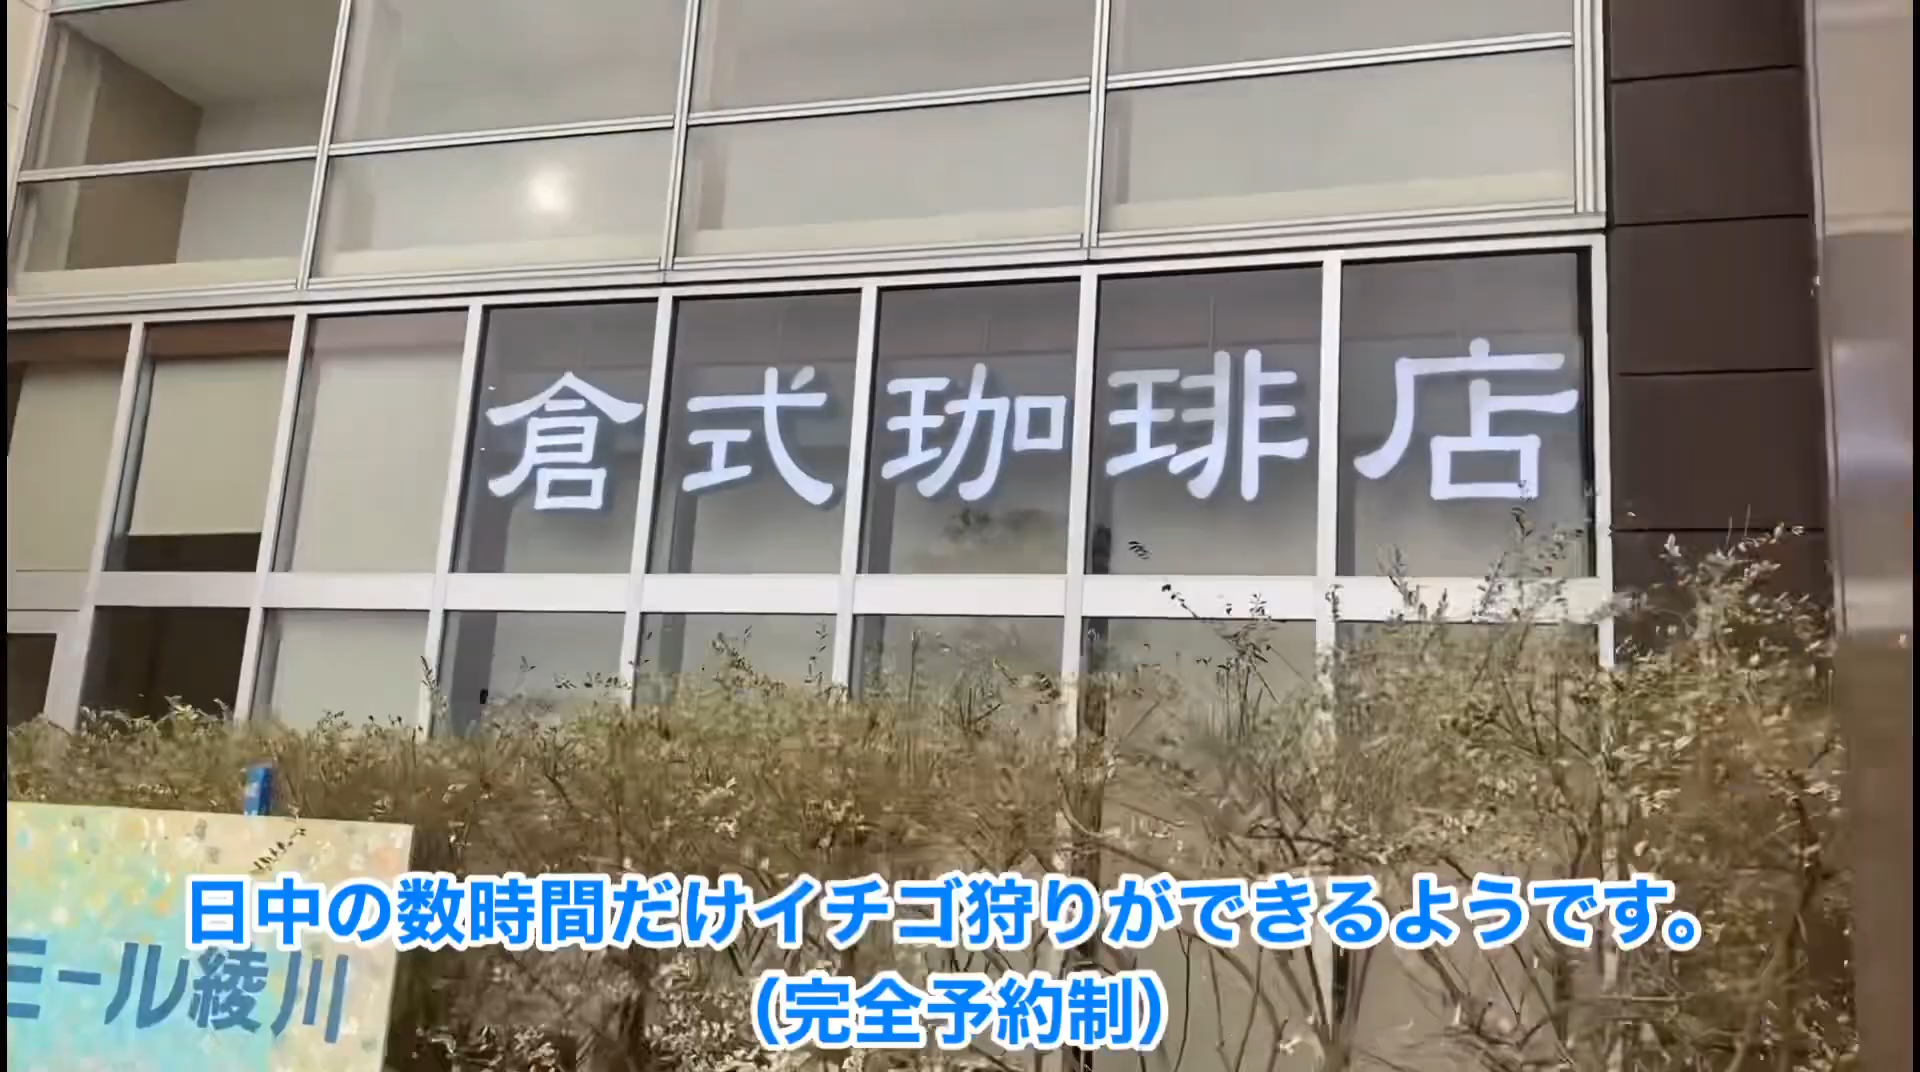 倉式珈琲店
モール綾川
日中の数時間だけイチゴ狩りができるようです。
（完全予約制）